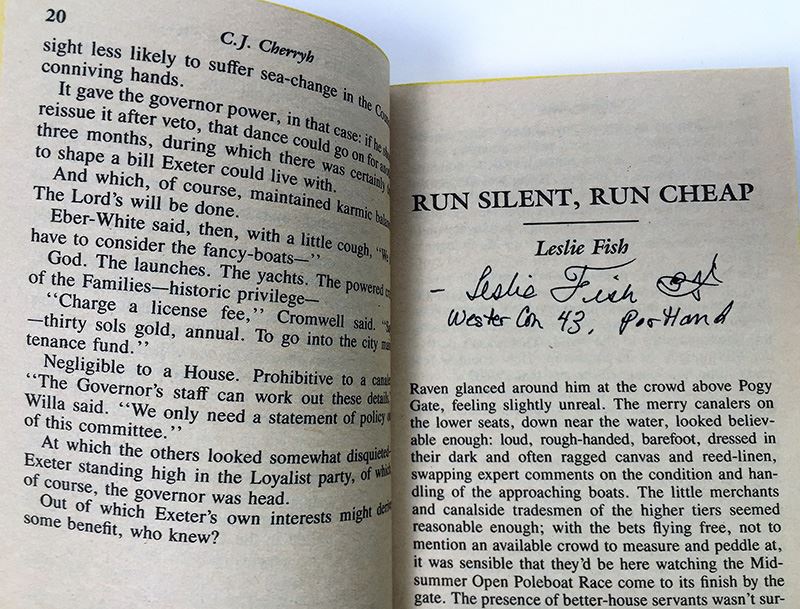 20
C.J. Cherryh
sight less likely to suffer sea-change in the
conniving hands.
It gave the governor power, in that case: if he
reissue it after veto, that dance could go on for
three months, during which there was certainly
to shape a bill Exeter could live with.
And which, of course, maintained karmic
The Lord's will be done.
Eber-White said, then, with a little cough, "We
have to consider the fancy-boats—"
God. The launches. The yachts. The powered
of the Families—historic privilege—
"Charge a license fee," Cromwell said.
—thirty sols gold, annual. To go into the city
tenance fund."
Negligible to a House. Prohibitive to a
"The Governor's staff can work out these
Willa said. "We only need a statement of policy
of this committee."
At which the others looked somewhat disquieted—
Exeter standing high in the Loyalist party, of which
of course, the governor was head.
Out of which Exeter's own interests might
some benefit, who knew?
RUN SILENT, RUN CHEAP
Leslie Fish
- Leslie Fish
WesterCon 43, Portland
Raven glanced around him at the crowd above Pogy
Gate, feeling slightly unreal. The merry canalers on
the lower seats, down near the water, looked believ-
able enough: loud, rough-handed, barefoot, dressed in
their dark and often ragged canvas and reed-linen,
swapping expert comments on the condition and han-
dling of the approaching boats. The little merchants
and canalside tradesmen of the higher tiers seemed
reasonable enough; with the bets flying free, not to
mention an available crowd to measure and peddle at,
it was sensible that they'd be here watching the Mid-
summer Open Poleboat Race come to its finish by the
gate. The presence of better-house servants wasn't sur-